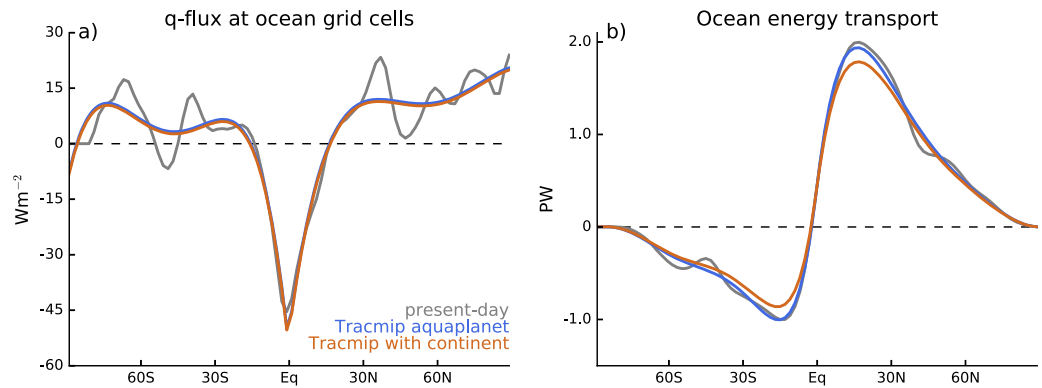 q-flux at ocean grid cells
a)
30
15
0
-15
-30
-45
-60
Wm⁻²
present-day
Tracmip aquaplanet
Tracmip with continent
60S 30S Eq 30N 60N
Ocean energy transport
b)
2.0
1.0
0
-1.0
PW
60S 30S Eq 30N 60N